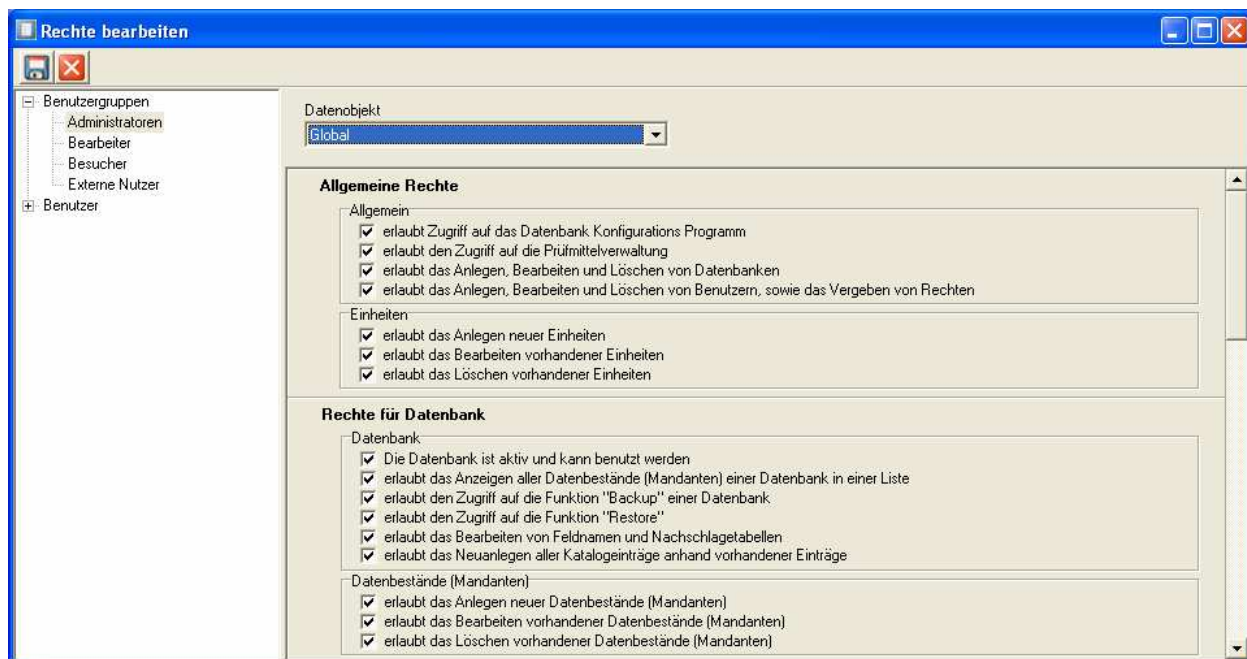 Rechte bearbeiten
Benutzergruppen
Administratoren
Bearbeiter
Besucher
Externe Nutzer
Benutzer
Datenobjekt
Global
Allgemeine Rechte
Allgemein
erlaubt Zugriff auf das Datenbank Konfigurations Programm
erlaubt den Zugriff auf die Prüfmittelverwaltung
erlaubt das Anlegen, Bearbeiten und Löschen von Datenbanken
erlaubt das Anlegen, Bearbeiten und Löschen von Benutzern, sowie das Vergeben von Rechten
Einheiten
erlaubt das Anlegen neuer Einheiten
erlaubt das Bearbeiten vorhandener Einheiten
erlaubt das Löschen vorhandener Einheiten
Rechte für Datenbank
Datenbank
Die Datenbank ist aktiv und kann benutzt werden
erlaubt das Anzeigen aller Datenbestände (Mandanten) einer Datenbank in einer Liste
erlaubt den Zugriff auf die Funktion "Backup" einer Datenbank
erlaubt den Zugriff auf die Funktion "Restore"
erlaubt das Bearbeiten von Feldnamen und Nachschlagetabellen
erlaubt das Neuanlegen aller Katalogeinträge anhand vorhandener Einträge
Datenbestände (Mandanten)
erlaubt das Anlegen neuer Datenbestände (Mandanten)
erlaubt das Bearbeiten vorhandener Datenbestände (Mandanten)
erlaubt das Löschen vorhandener Datenbestände (Mandanten)